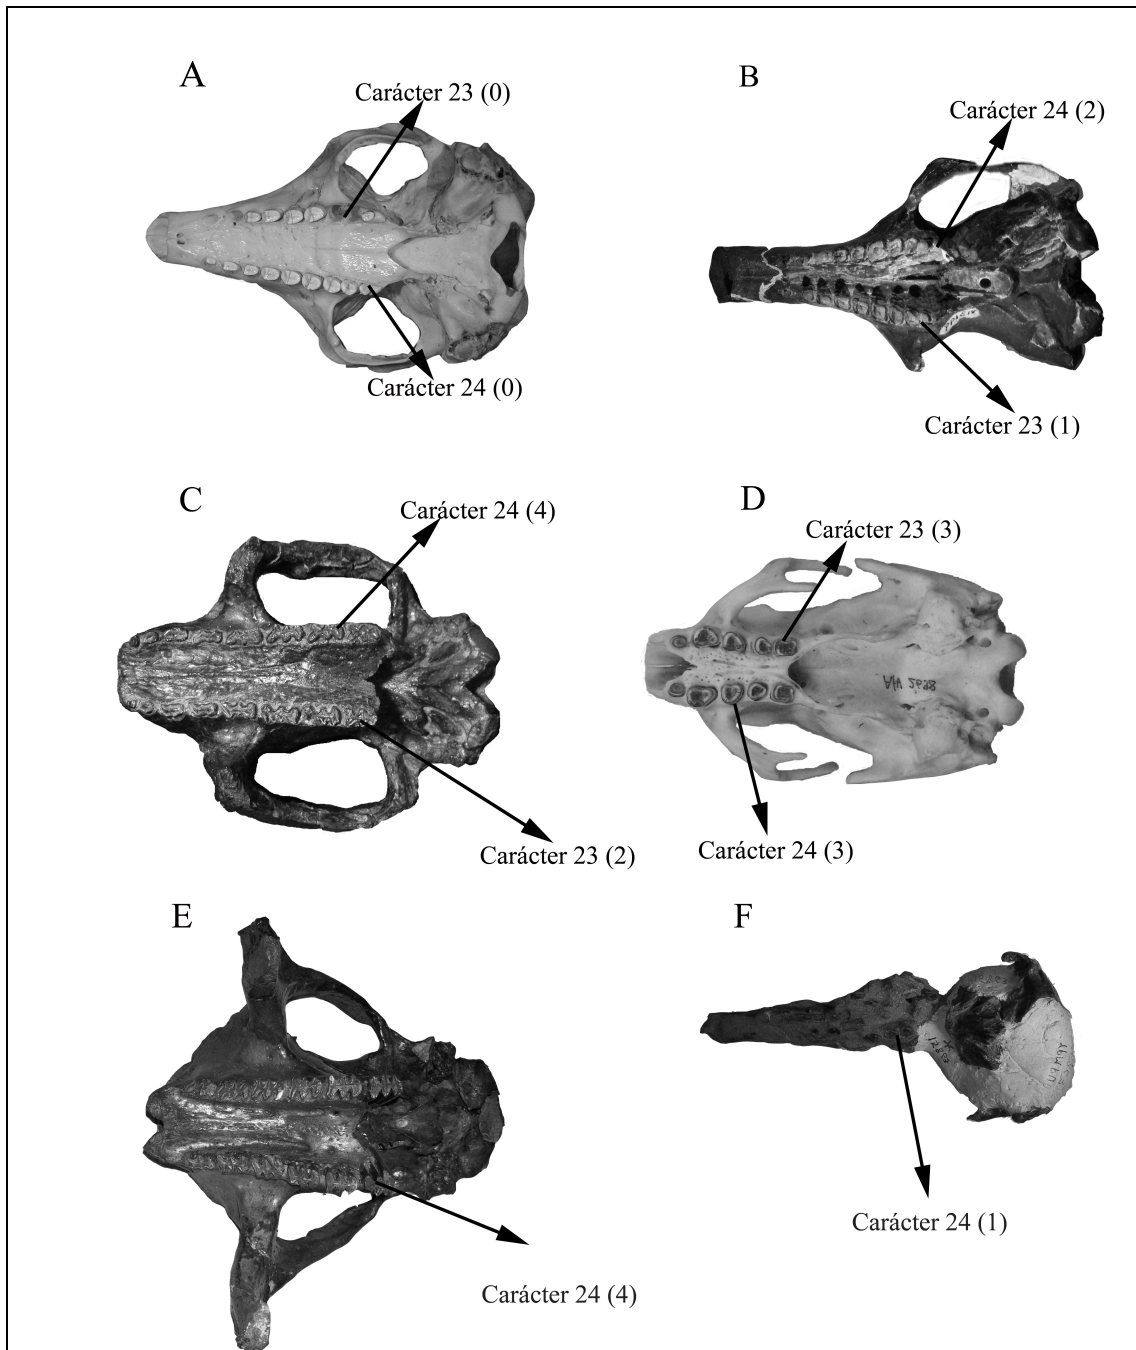 A
Carácter 23 (0)
Carácter 24 (0)
B
Carácter 24 (2)
Carácter 23 (1)
C
Carácter 24 (4)
Carácter 23 (2)
D
Carácter 23 (3)
Carácter 24 (3)
E
Carácter 24 (4)
F
Carácter 24 (1)